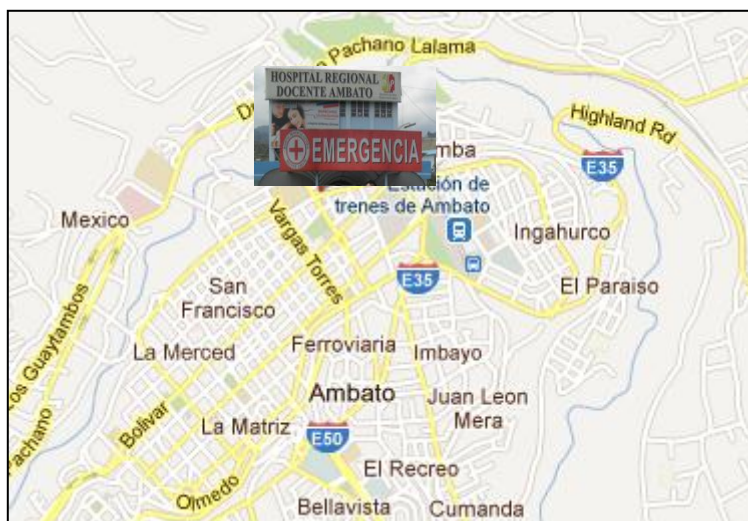 Pachano Lalama
HOSPITAL REGIONAL
DOCENTE AMBATO
EMERGENCIA
Highland Rd
E35
Estación de
trenes de Ambato
Mexico
Vargas Torres
Ingahurco
San
Francisco
E35
El Paraiso
Los Guaytambos
La Merced
Ferroviaria
Imbayo
Ambato
Juan Leon
Mera
Bolivar
La Matriz
E50
Pachano
El Recreo
Olmedo
Bellavista
Cumanda